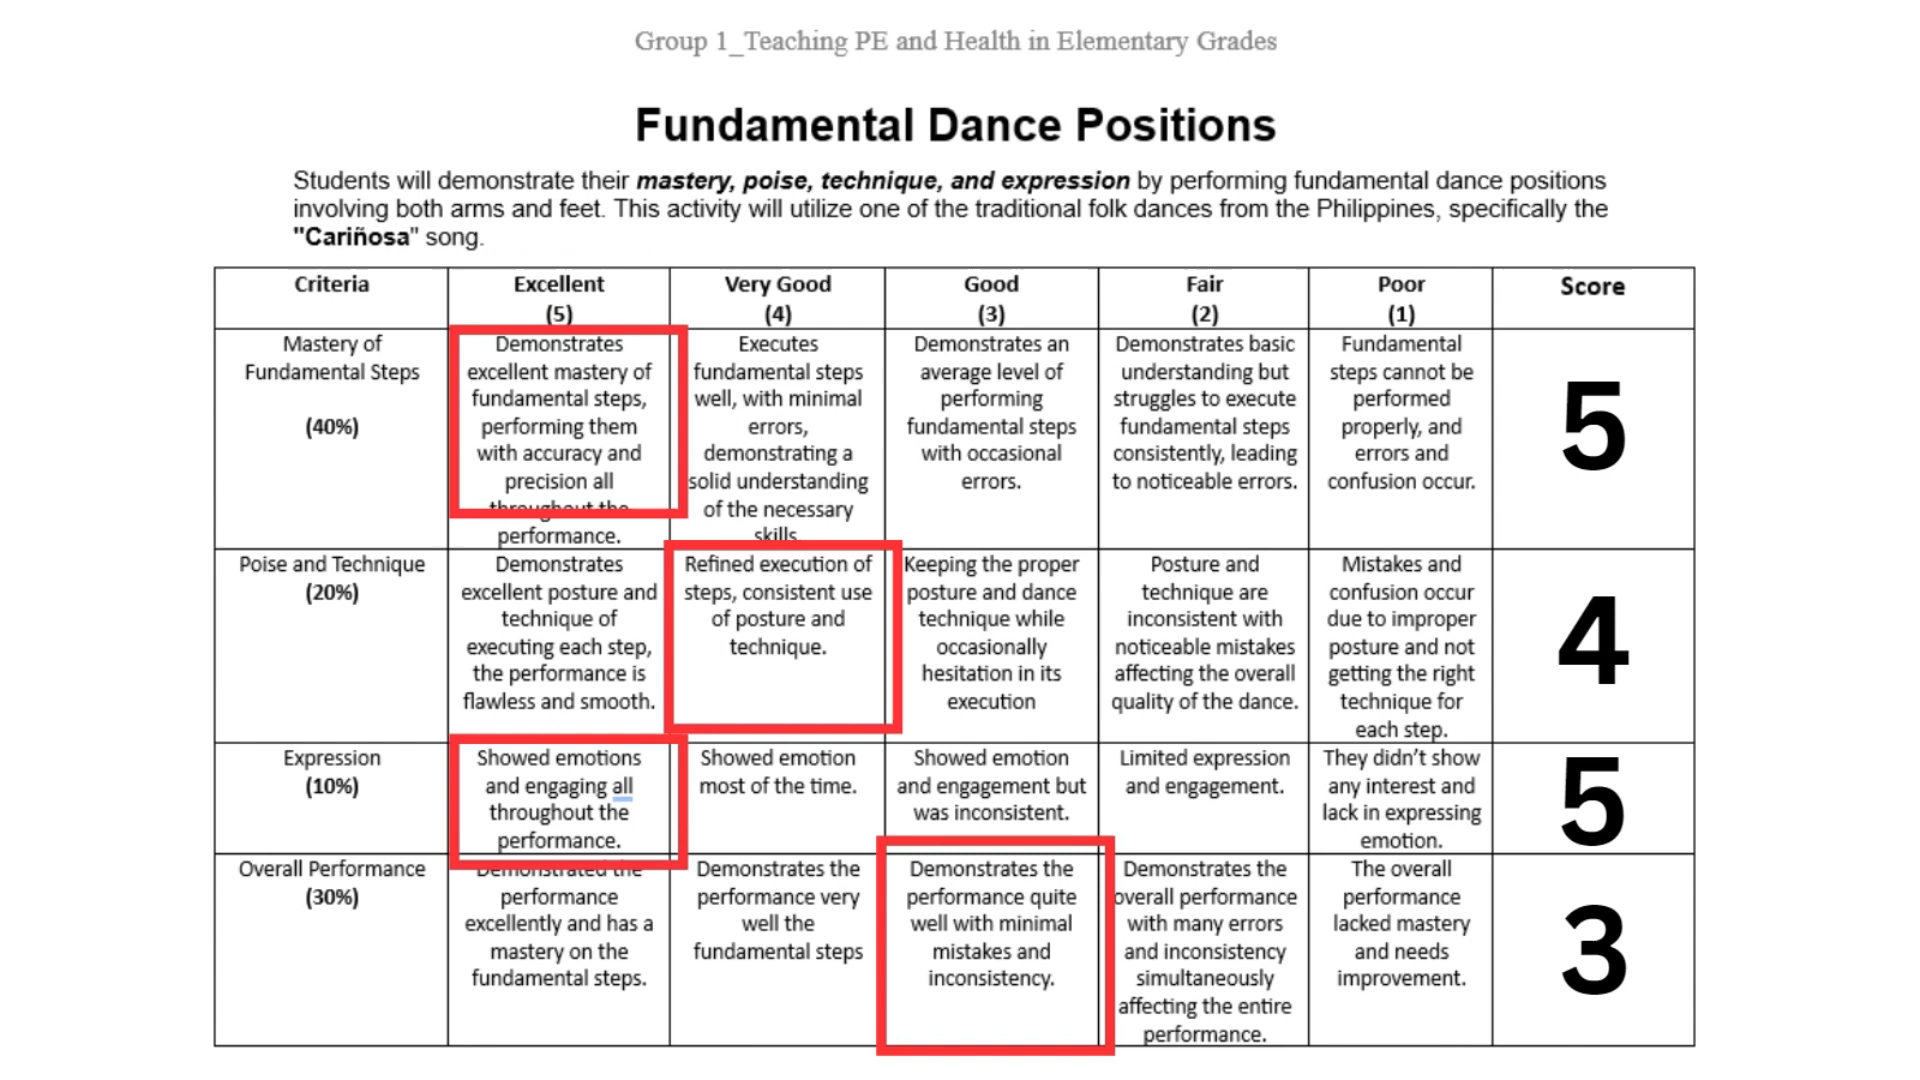 Group 1_Teaching PE and Health in Elementary Grades
Fundamental Dance Positions
Students will demonstrate their mastery, poise, technique, and expression by performing fundamental dance positions
involving both arms and feet. This activity will utilize one of the traditional folk dances from the Philippines, specifically the
"Cariñosa" song.
Criteria
Excellent
(5)
Very Good
(4)
Good
(3)
Fair
(2)
Poor
(1)
Score
Mastery of
Fundamental Steps
(40%)
Demonstrates
excellent mastery of
fundamental steps,
performing them
with accuracy and
precision all
throughout the
performance.
Executes
fundamental steps
well, with minimal
errors,
demonstrating a
solid understanding
of the necessary
skills.
Demonstrates an
average level of
performing
fundamental steps
with occasional
errors.
Demonstrates basic
understanding but
struggles to execute
fundamental steps
consistently, leading
to noticeable errors.
Fundamental
steps cannot be
performed
properly, and
errors and
confusion occur.
5
Poise and Technique
(20%)
Demonstrates
excellent posture and
technique of
executing each step,
the performance is
flawless and smooth.
Refined execution of
steps, consistent use
of posture and
technique.
Keeping the proper
posture and dance
technique while
occasionally
hesitation in its
execution
Posture and
technique are
inconsistent with
noticeable mistakes
affecting the overall
quality of the dance.
Mistakes and
confusion occur
due to improper
posture and not
getting the right
technique for
each step.
4
Expression
(10%)
Showed emotions
and engaging all
throughout the
performance.
Showed emotion
most of the time.
Showed emotion
and engagement but
was inconsistent.
Limited expression
and engagement.
They didn’t show
any interest and
lack in expressing
emotion.
5
Overall Performance
(30%)
Demonstrated the
performance
excellently and has a
mastery on the
fundamental steps.
Demonstrates the
performance very
well the
fundamental steps
Demonstrates the
performance quite
well with minimal
mistakes and
inconsistency.
Demonstrates the
overall performance
with many errors
and inconsistency
simultaneously
affecting the entire
performance.
The overall
performance
lacked mastery
and needs
improvement.
3